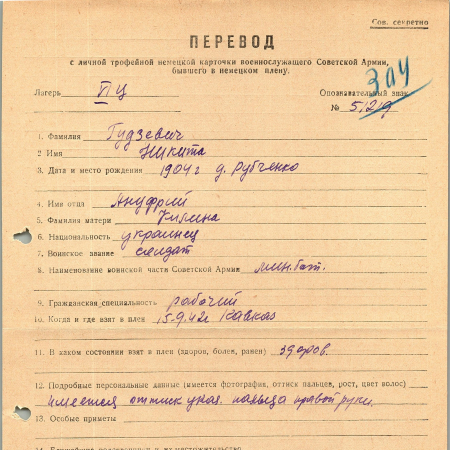 Сов. секретно
ПЕРЕВОД
с личной трофейной немецкой карточки военнослужащего Советской Армии,
бывшего в немецком плену.
Лагерь VI Ц
Опознавательный знак
№ 5129
1. Фамилия Гудзевич
2 Имя Никита
3. Дата и место рождения 1904 г д. Рубченко
4. Имя отца Ануфрий
5. Фамилия матери
6. Национальность украинец
7. Воинское звание солдат
8. Наименование воинской части Советской Армии мин. бат.
9. Гражданская специальность рабочий
10. Когда и где взят в плен 15.9.42г Кавказ
11. В каком состоянии взят в плен (здоров, болен, ранен) здоров.
12. Подробные персональные данные (имеется фотография, оттиск пальцев, рост, цвет волос)
имеется оттиск указ. пальца правой руки.
13. Особые приметы